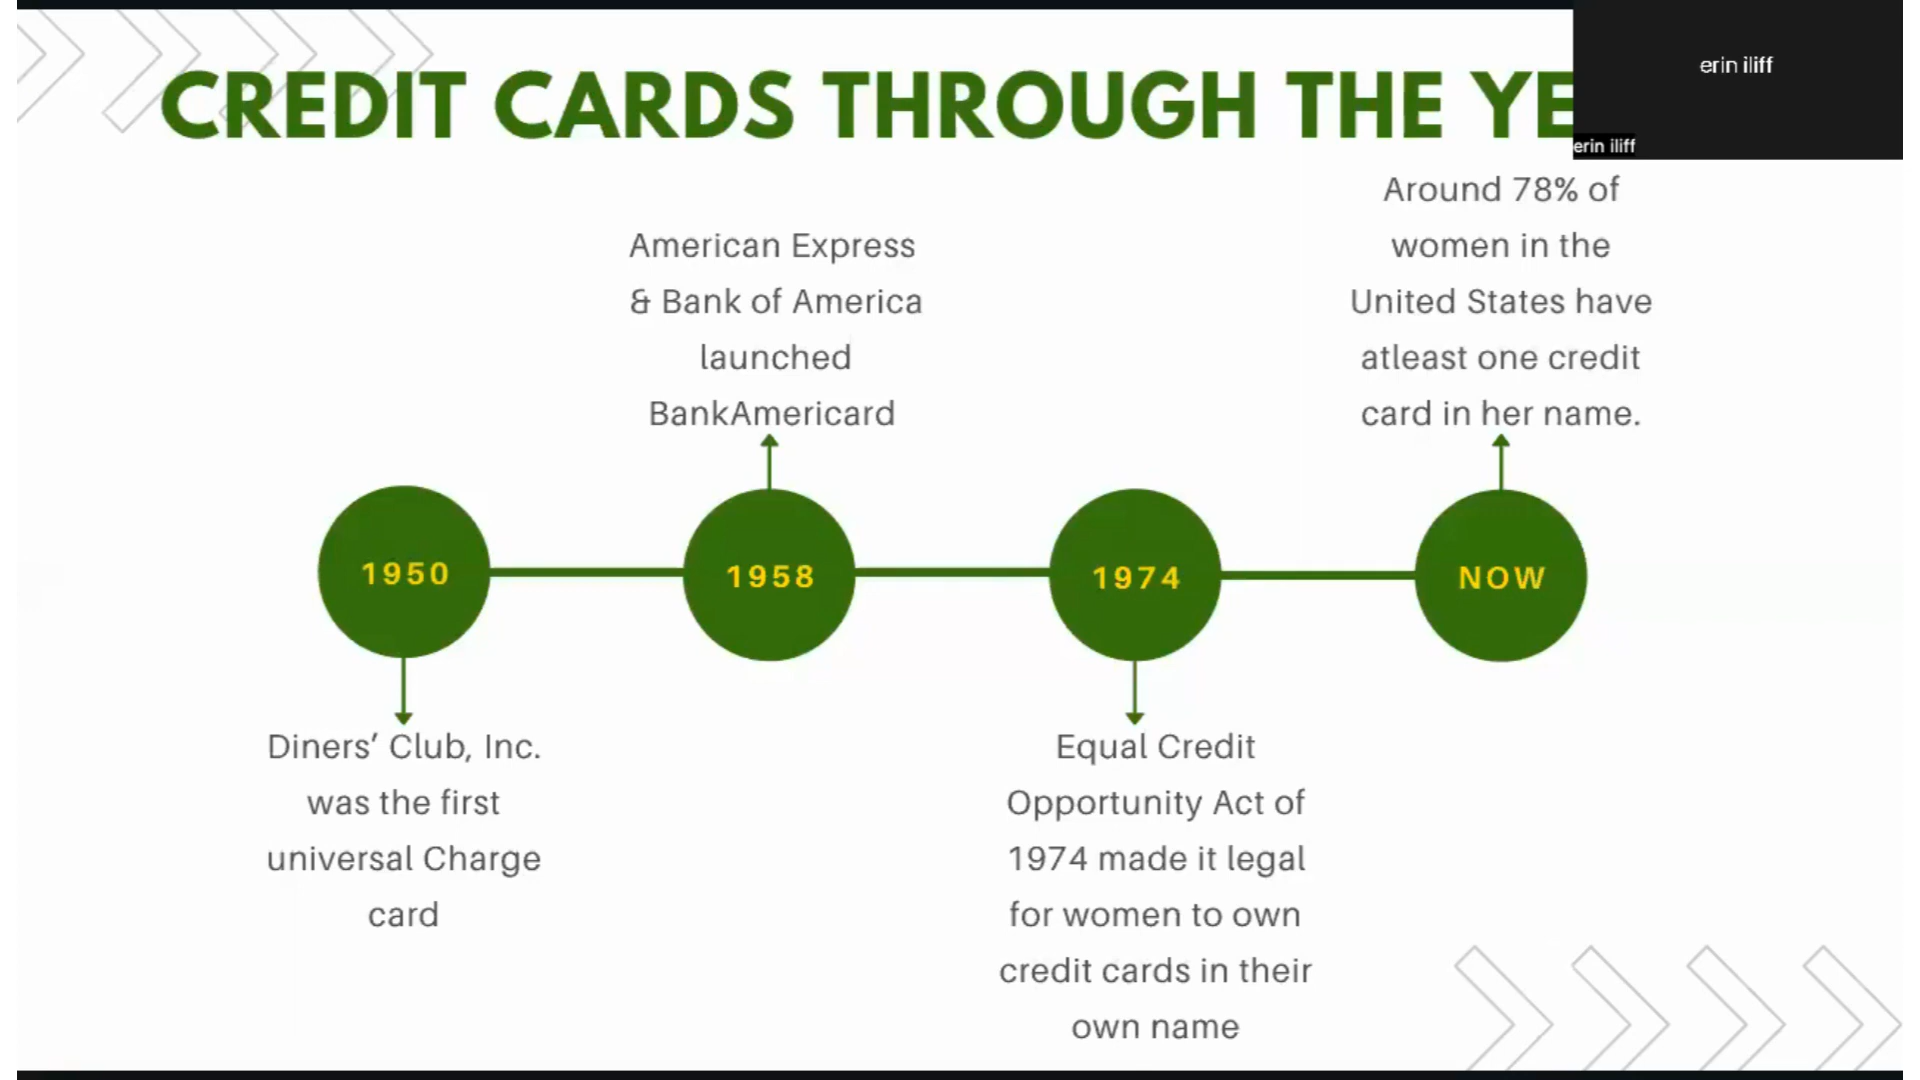 CREDIT CARDS THROUGH THE YE
erin iliff
erin iliff
American Express
& Bank of America
launched
BankAmericard
Around 78% of
women in the
United States have
atleast one credit
card in her name.
1950
1958
1974
NOW
Diners’ Club, Inc.
was the first
universal Charge
card
Equal Credit
Opportunity Act of
1974 made it legal
for women to own
credit cards in their
own name